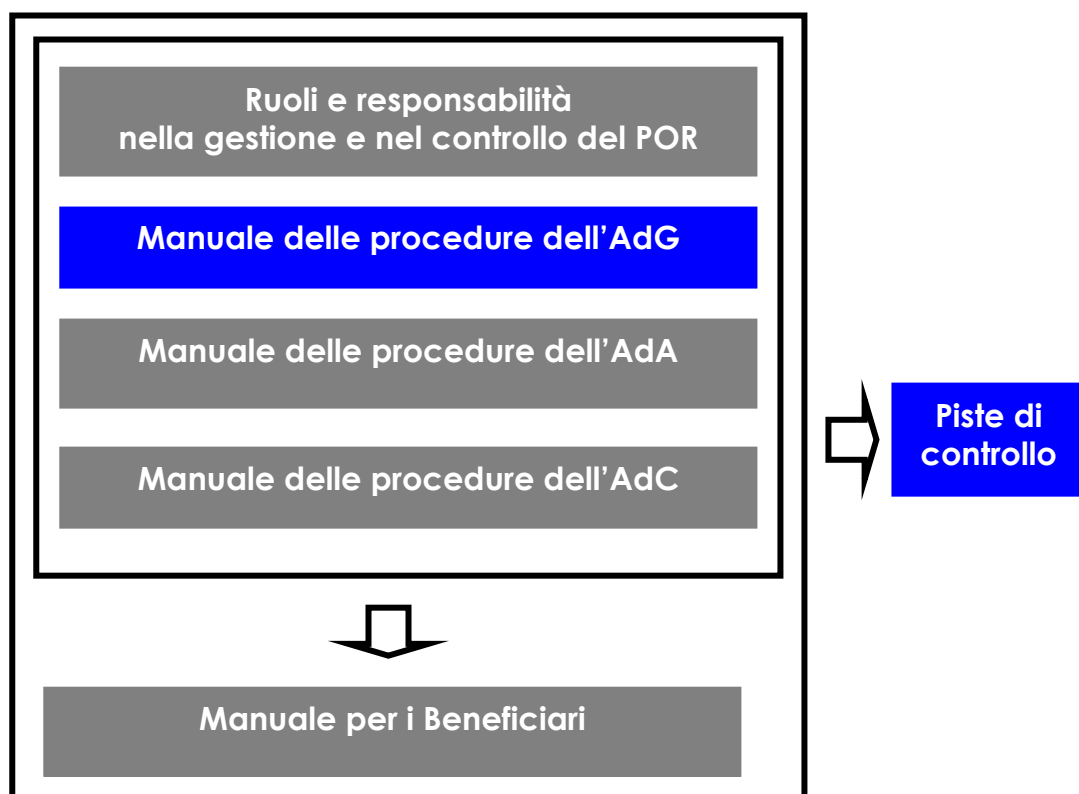 Ruoli e responsabilità
nella gestione e nel controllo del POR
Manuale delle procedure dell’AdG
Manuale delle procedure dell’AdA
Manuale delle procedure dell’AdC
Piste di
controllo
Manuale per i Beneficiari